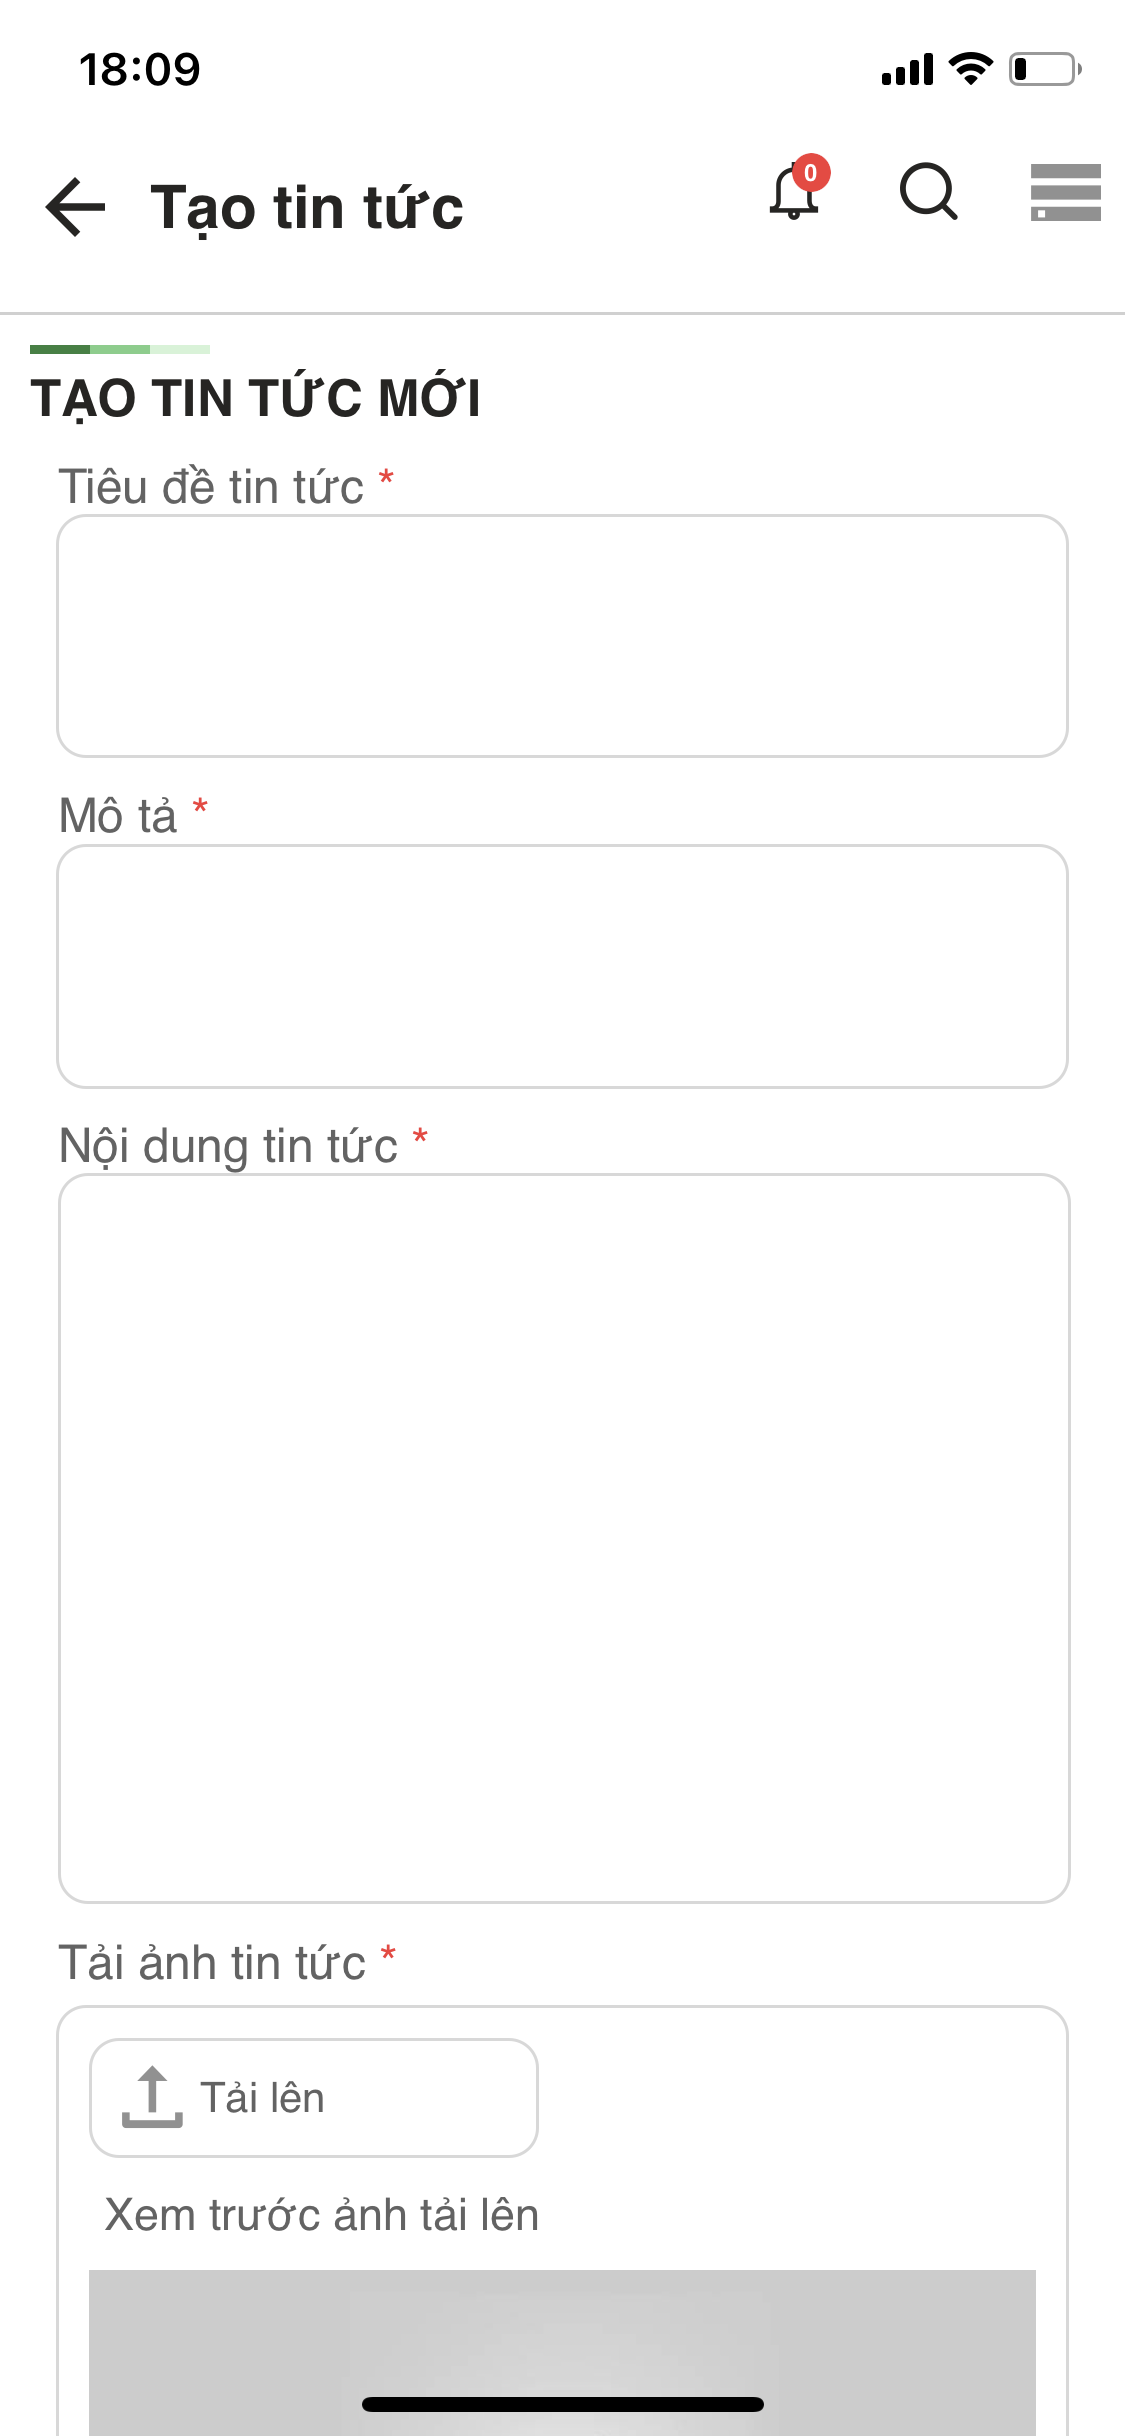 18:09
Tạo tin tức
0
TẠO TIN TỨC MỚI
Tiêu đề tin tức *
Mô tả *
Nội dung tin tức *
Tải ảnh tin tức *
Tải lên
Xem trước ảnh tải lên